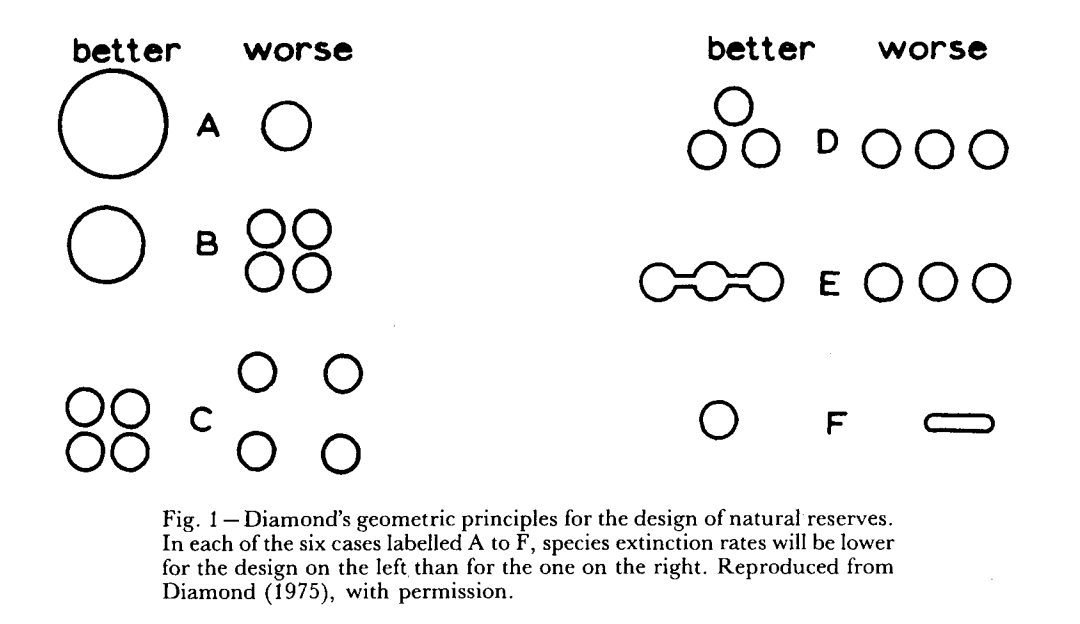 better worse
A
B
C
better worse
D
E
F
Fig. 1 — Diamond's geometric principles for the design of natural reserves.
In each of the six cases labelled A to F, species extinction rates will be lower
for the design on the left than for the one on the right. Reproduced from
Diamond (1975), with permission.